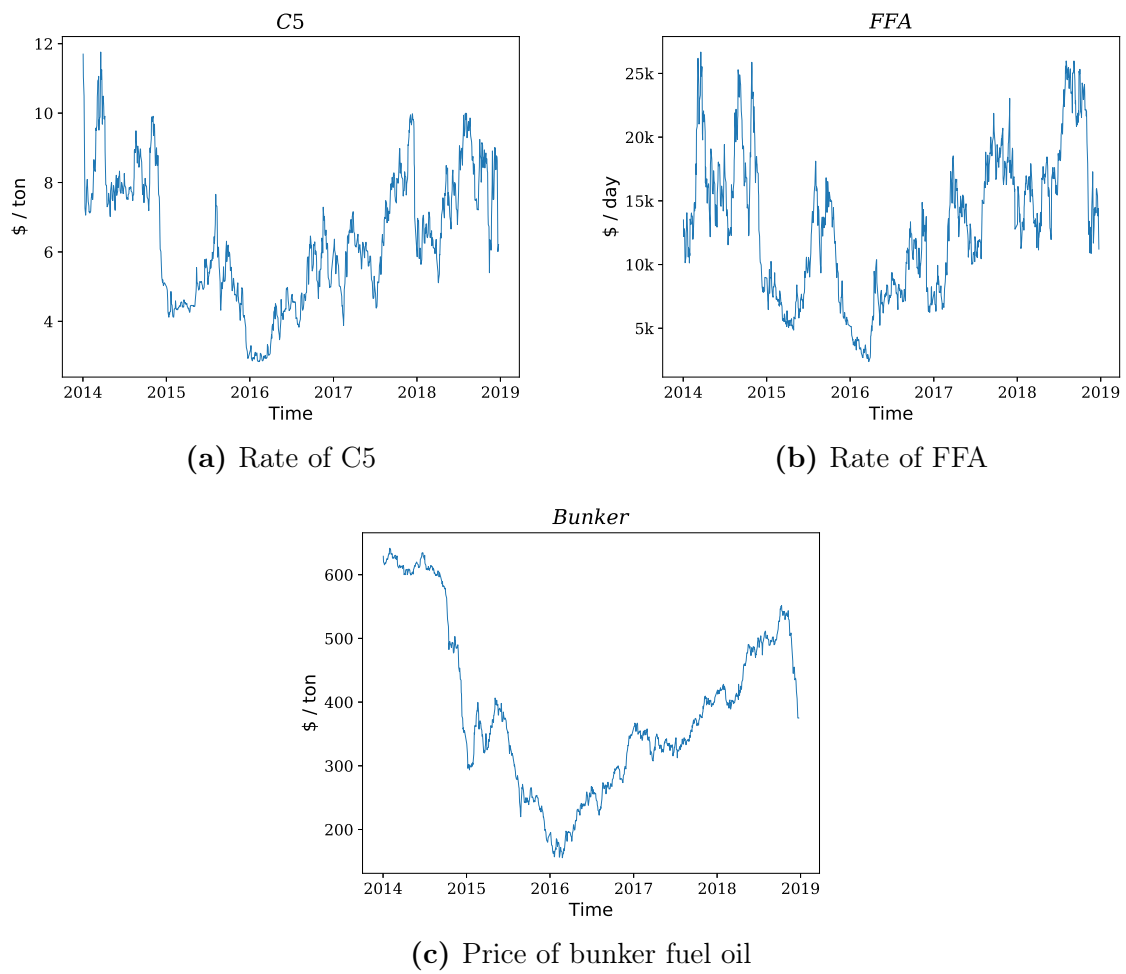 C5
12
10
8
6
4
$ / ton
2014 2015 2016 2017 2018 2019
Time
(a) Rate of C5
FFA
25k
20k
15k
10k
5k
$ / day
2014 2015 2016 2017 2018 2019
Time
(b) Rate of FFA
Bunker
600
500
400
300
200
$ / ton
2014 2015 2016 2017 2018 2019
Time
(c) Price of bunker fuel oil